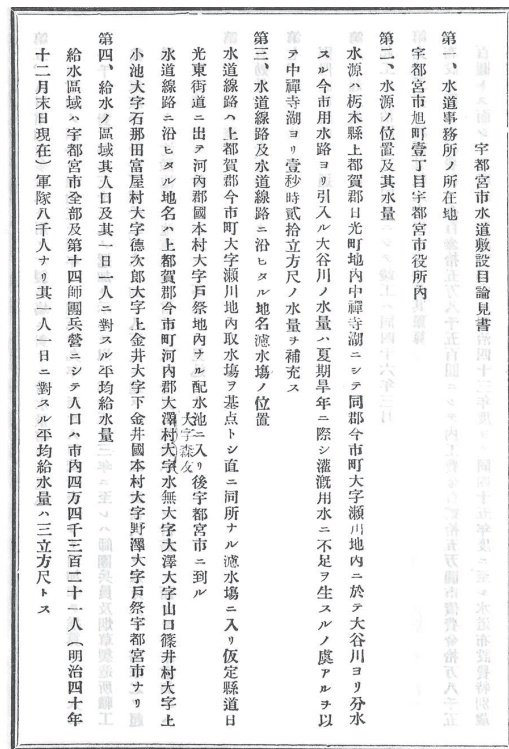 宇都宮市水道敷設目論見書
第一、水道事務所ノ所在地
宇都宮市旭町壹丁目宇都宮市役所内
第二、水源ノ位置及其水量
水源ハ栃木縣上都賀郡日光町地內中禪寺湖ニシテ同郡今市町大字瀬川地內ニ於テ大谷川ヨリ分水
スル今市用水路ヨリ引入ル大谷川ノ水量ハ夏期旱年ニ際シ灌漑用水ニ不足ヲ生スルノ虞アルヲ以
テ中禪寺湖ヨリ壹秒時貳拾立方尺ノ水量ヲ補充ス
第三、水道線路及水道線路ニ沿ヒタル地名濾水塲ノ位置
水道線路ハ上都賀郡今市町大字瀬川地內取水塲ヲ基点トシ直ニ同所ナル濾水塲ニ入リ仮定縣道日
光東街道ニ出テ河內郡國本村大字戸祭地內ナル配水池ニ入リ後宇都宮市ニ到ル
大字森友
水道線路ニ沿ヒタル地名ハ上都賀郡今市町河內郡大澤村大字水無大字大澤大字山口篠井村大字上
小池大字石那田富屋村大字德次郎大字上金井大字下金井國本村大字野澤大字戸祭宇都宮市ナリ
第四、給水ノ區域其人口及其一日一人ニ對スル平均給水量
給水區域ハ宇都宮市全部及第十四師團兵營ニシテ人口ハ市内四万四千三百二十一人（明治四十年
十二月末日現在）軍隊八千人ナリ其一人一日ニ對スル平均給水量ハ三立方尺トス